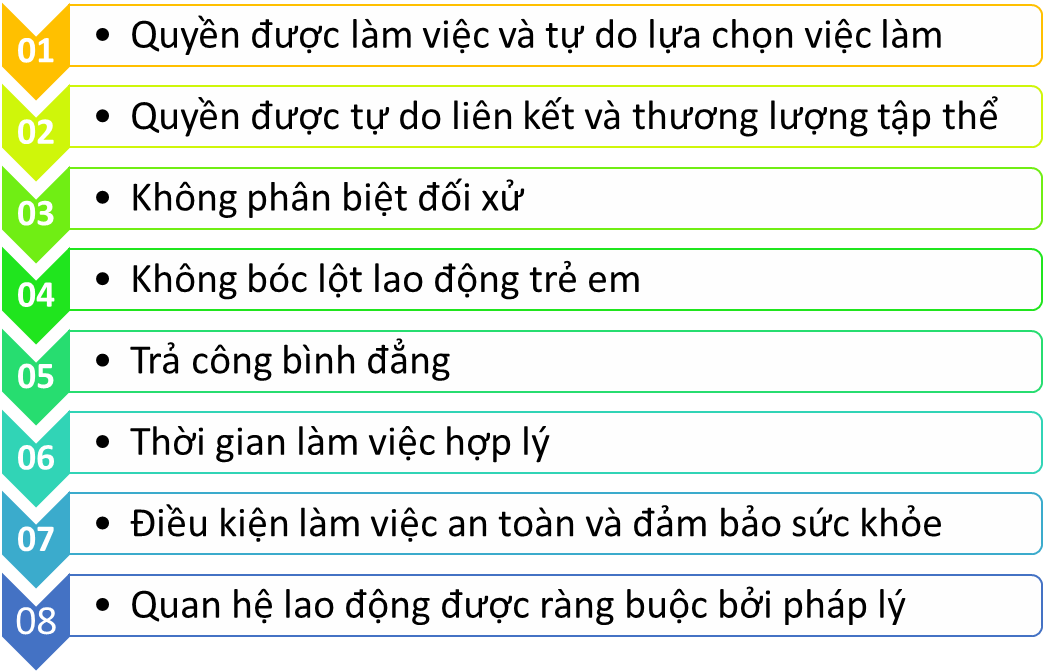 01 • Quyền được làm việc và tự do lựa chọn việc làm
02 • Quyền được tự do liên kết và thương lượng tập thể
03 • Không phân biệt đối xử
04 • Không bóc lột lao động trẻ em
05 • Trả công bình đẳng
06 • Thời gian làm việc hợp lý
07 • Điều kiện làm việc an toàn và đảm bảo sức khỏe
08 • Quan hệ lao động được ràng buộc bởi pháp lý